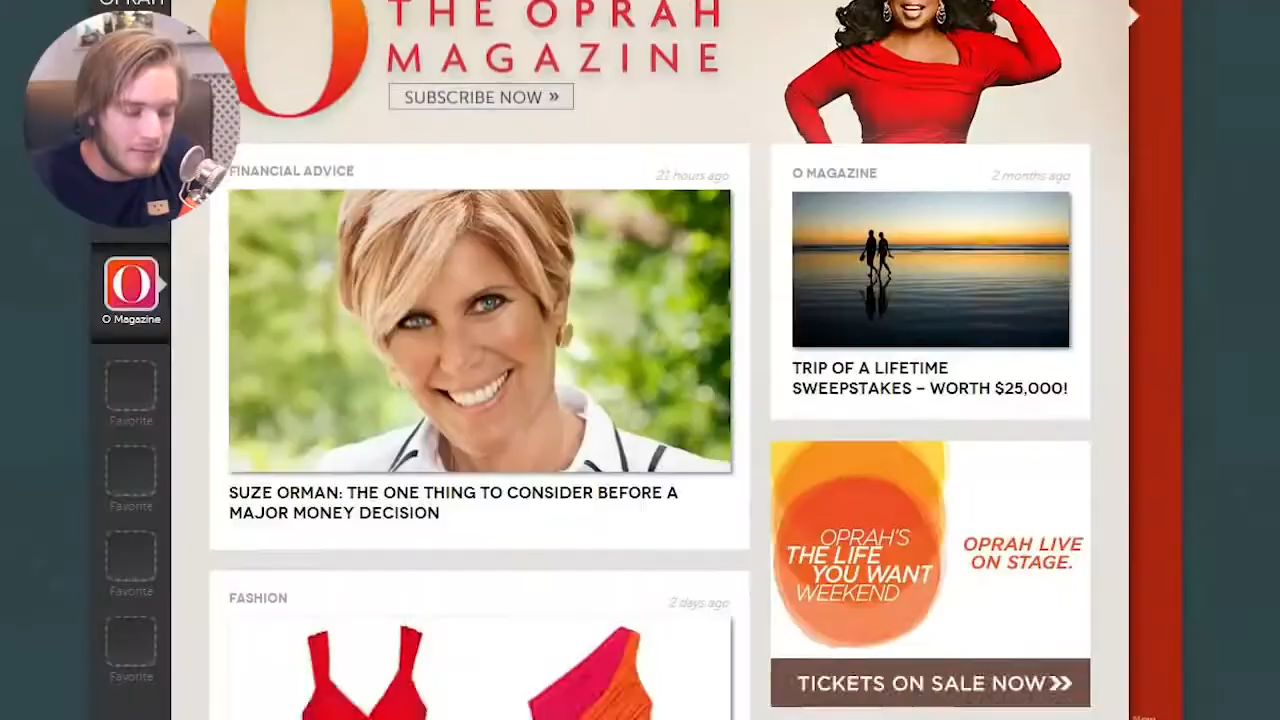 OPRAH
THE OPRAH
MAGAZINE
SUBSCRIBE NOW »
O
FINANCIAL ADVICE
21 hours ago
SUZE ORMAN: THE ONE THING TO CONSIDER BEFORE A
MAJOR MONEY DECISION
FASHION
2 days ago
O MAGAZINE
2 months ago
TRIP OF A LIFETIME
SWEEPSTAKES – WORTH $25,000!
OPRAH'S
THE LIFE
YOU WANT
WEEKEND
OPRAH LIVE
ON STAGE.
TICKETS ON SALE NOW »
O
O Magazine
Favorite
Favorite
Favorite
Favorite